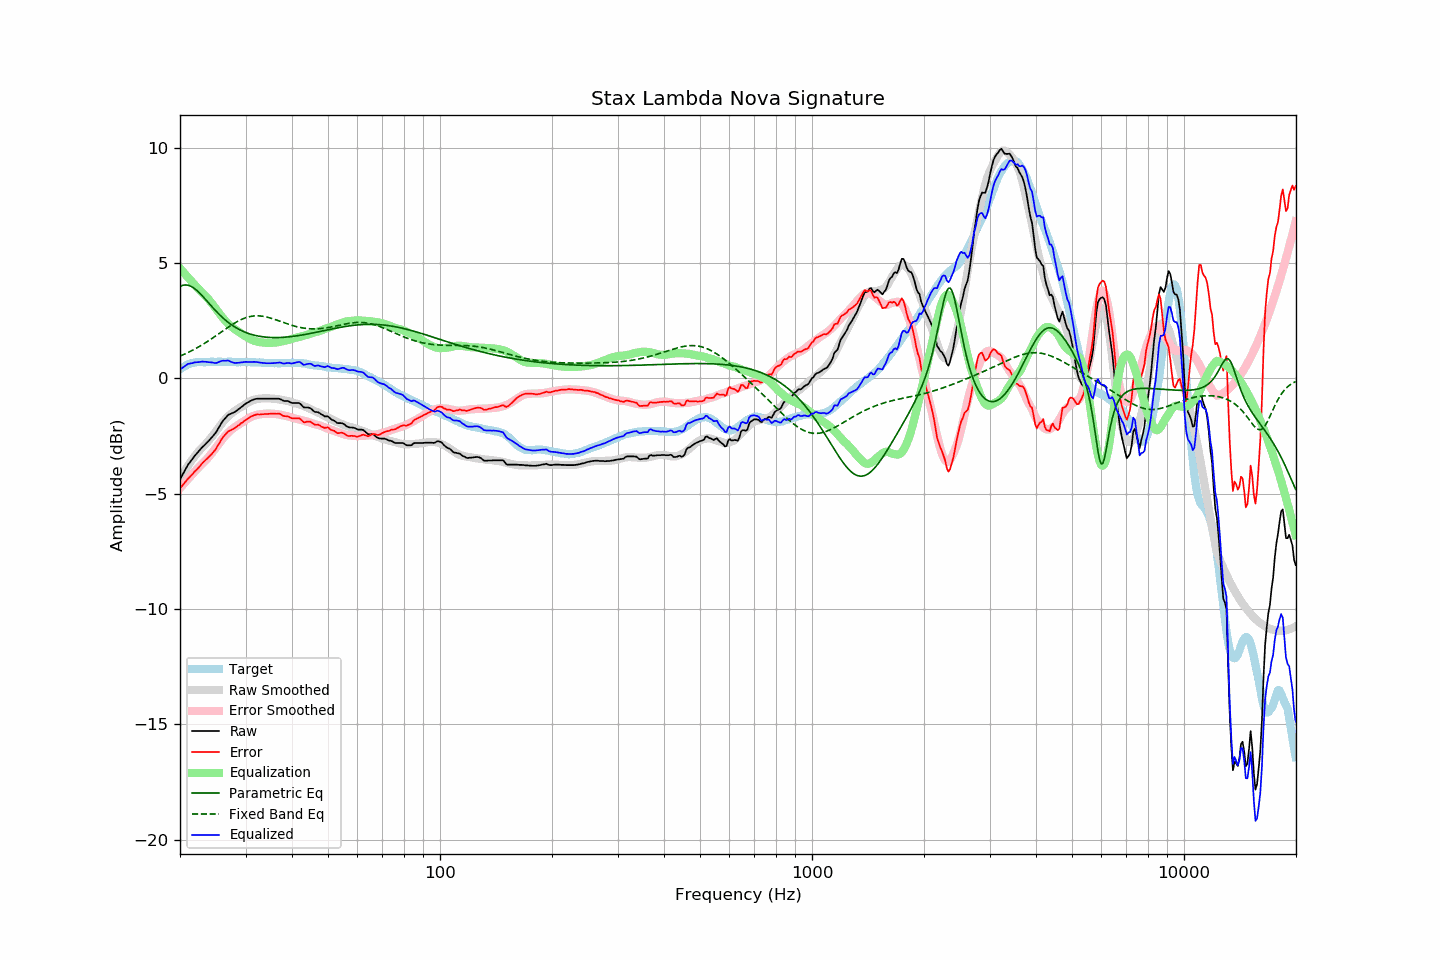 Stax Lambda Nova Signature
10
5
0
−5
−10
−15
−20
Amplitude (dBr)
Target
Raw Smoothed
Error Smoothed
Raw
Error
Equalization
Parametric Eq
Fixed Band Eq
Equalized
100
1000
10000
Frequency (Hz)